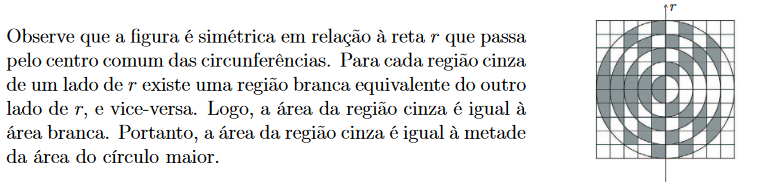 Observe que a figura é simétrica em relação à reta r que passa
pelo centro comum das circunferências. Para cada região cinza
de um lado de r existe uma região branca equivalente do outro
lado de r, e vice-versa. Logo, a área da região cinza é igual à
área branca. Portanto, a área da região cinza é igual à metade
da área do círculo maior.
r